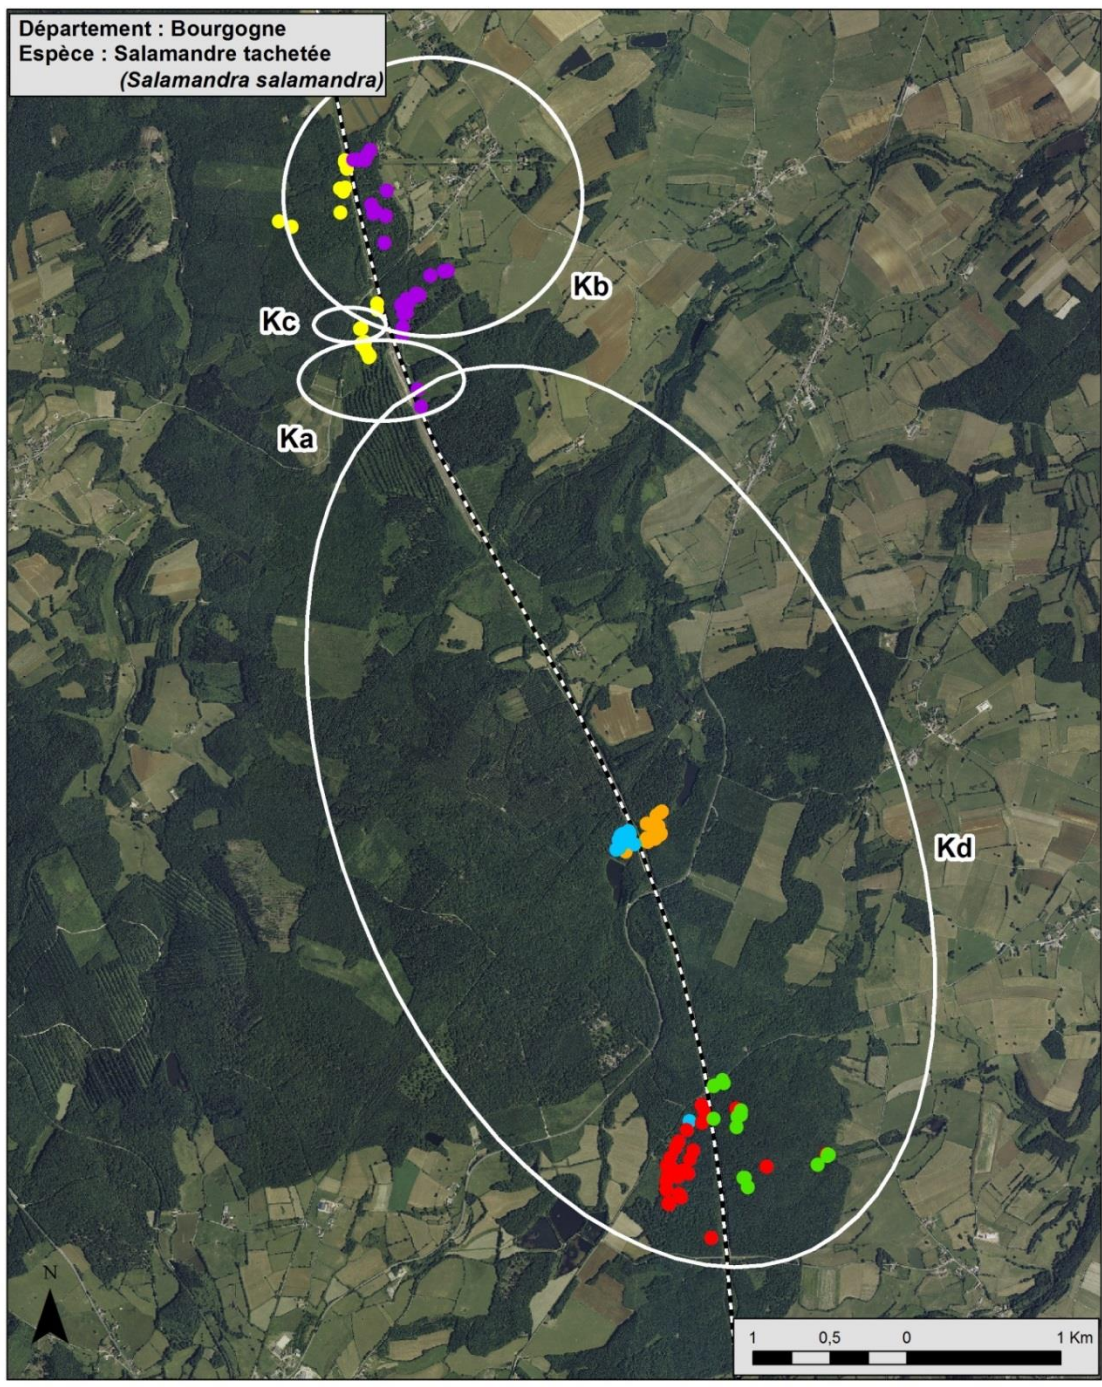 Département : Bourgogne
Espèce : Salamandre tachetée
(Salamandra salamandra)
Kb
Kc
Ka
Kd
N
1 0,5 0 1 Km